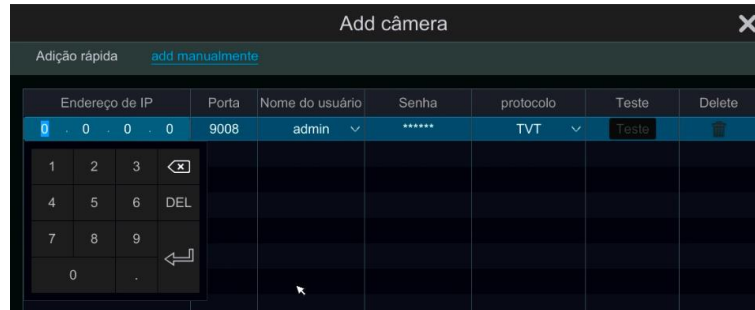 Add câmera
Adição rápida add manualmente
Endereço de IP Porta Nome do usuário Senha protocolo Teste Delete
0 . 0 . 0 . 0 9008 admin ****** TVT Teste
1 2 3
4 5 6 DEL
7 8 9
0 .